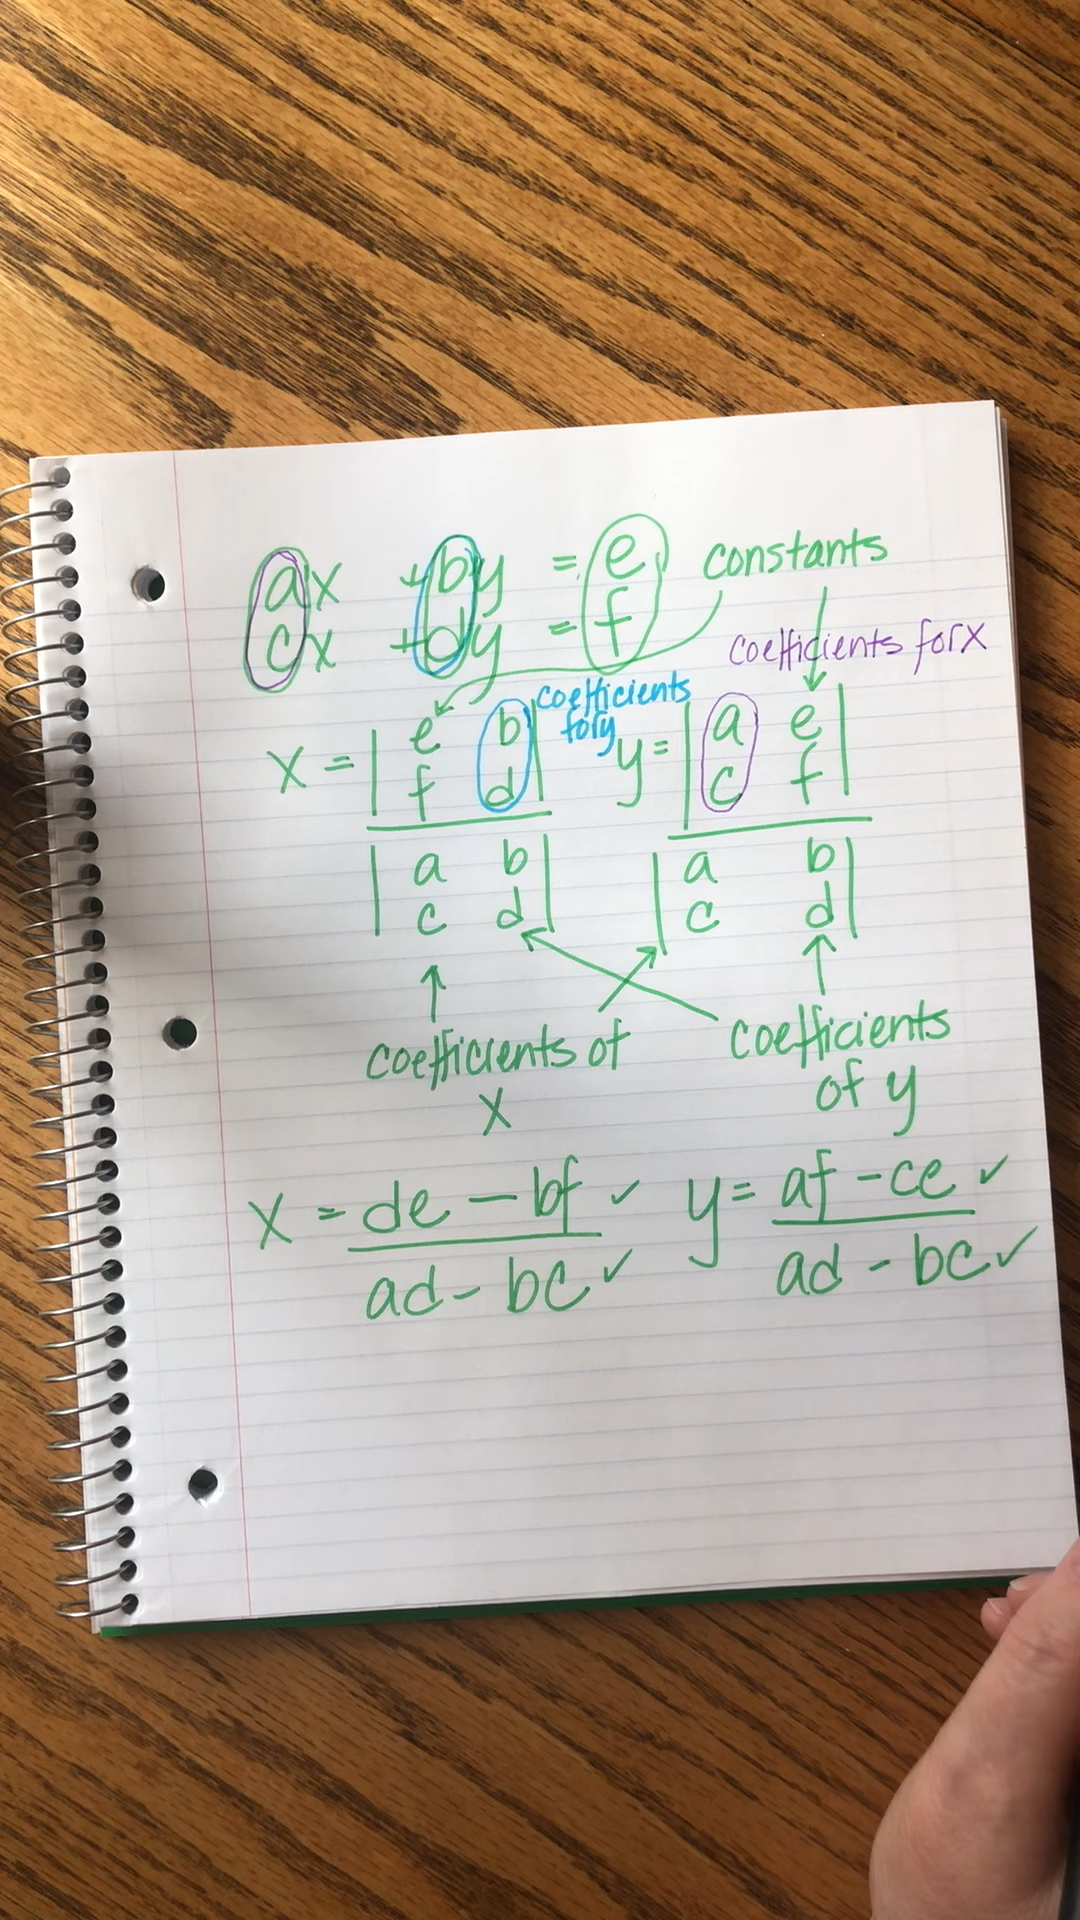 ax + by = e constants
cx + dy = f
coefficients for x
coefficients
for y
x = | e b | y = | a e |
| f d | | c f |
| a b | | a b |
| c d | | c d |
coefficients of
x
coefficients
of y
x = de - bf ✓ y = af - ce ✓
ad - bc ✓ ad - bc ✓